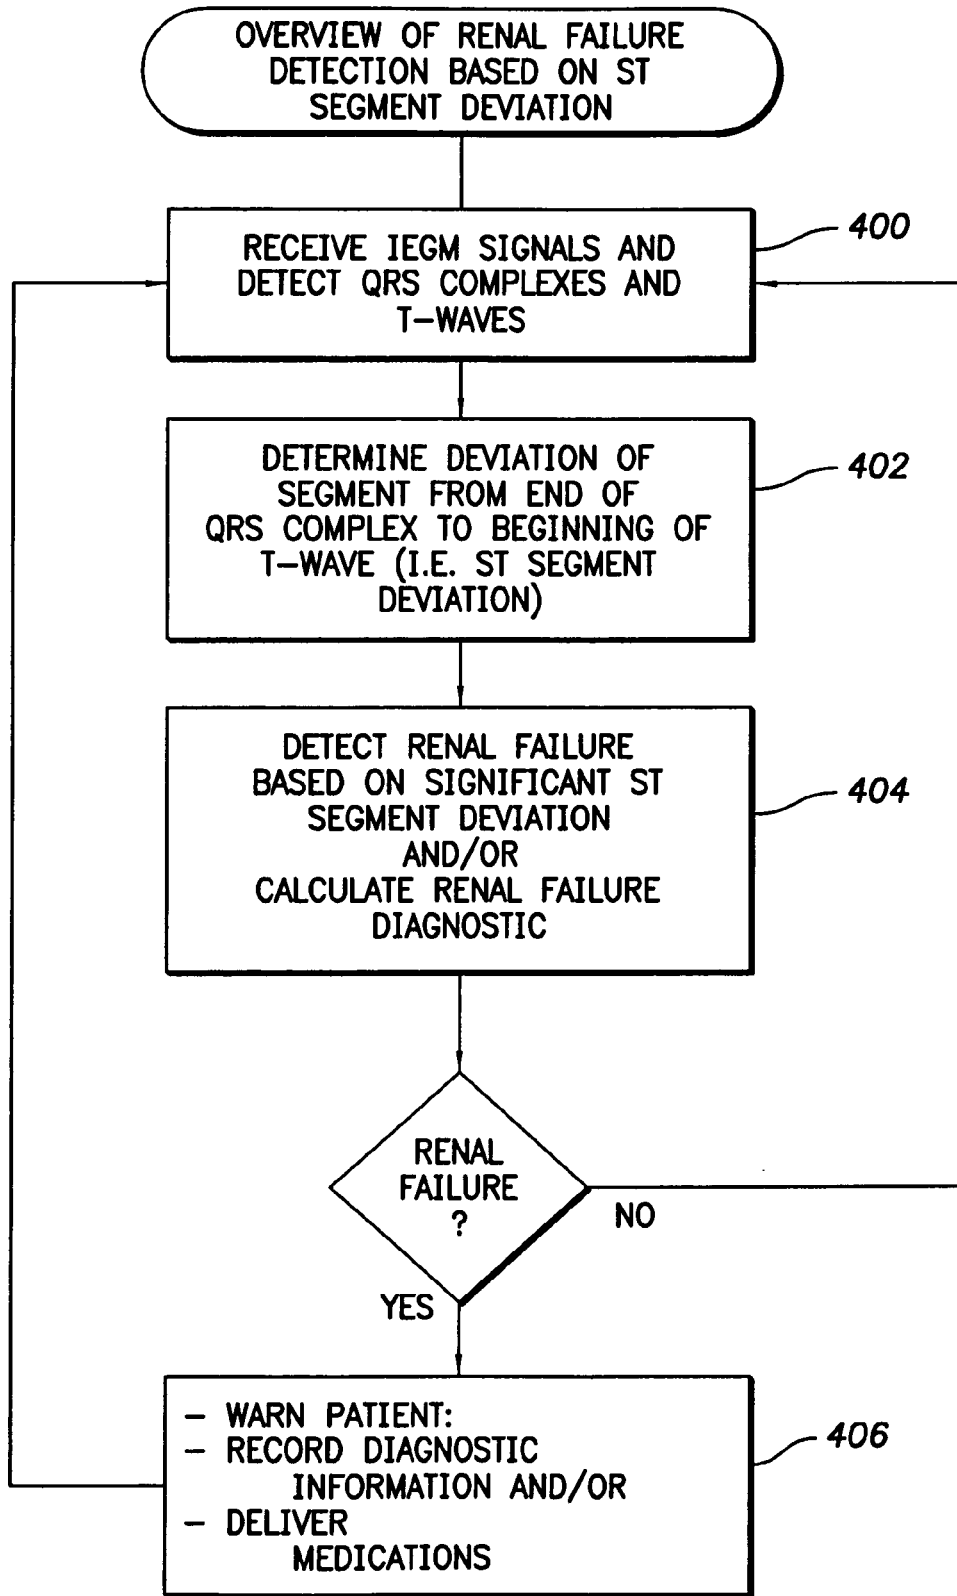 OVERVIEW OF RENAL FAILURE
DETECTION BASED ON ST
SEGMENT DEVIATION
RECEIVE IEGM SIGNALS AND
DETECT QRS COMPLEXES AND
T-WAVES
400
DETERMINE DEVIATION OF
SEGMENT FROM END OF
QRS COMPLEX TO BEGINNING OF
T-WAVE (I.E. ST SEGMENT
DEVIATION)
402
DETECT RENAL FAILURE
BASED ON SIGNIFICANT ST
SEGMENT DEVIATION
AND/OR
CALCULATE RENAL FAILURE
DIAGNOSTIC
404
RENAL
FAILURE
?
NO
YES
- WARN PATIENT:
- RECORD DIAGNOSTIC
INFORMATION AND/OR
- DELIVER
MEDICATIONS
406